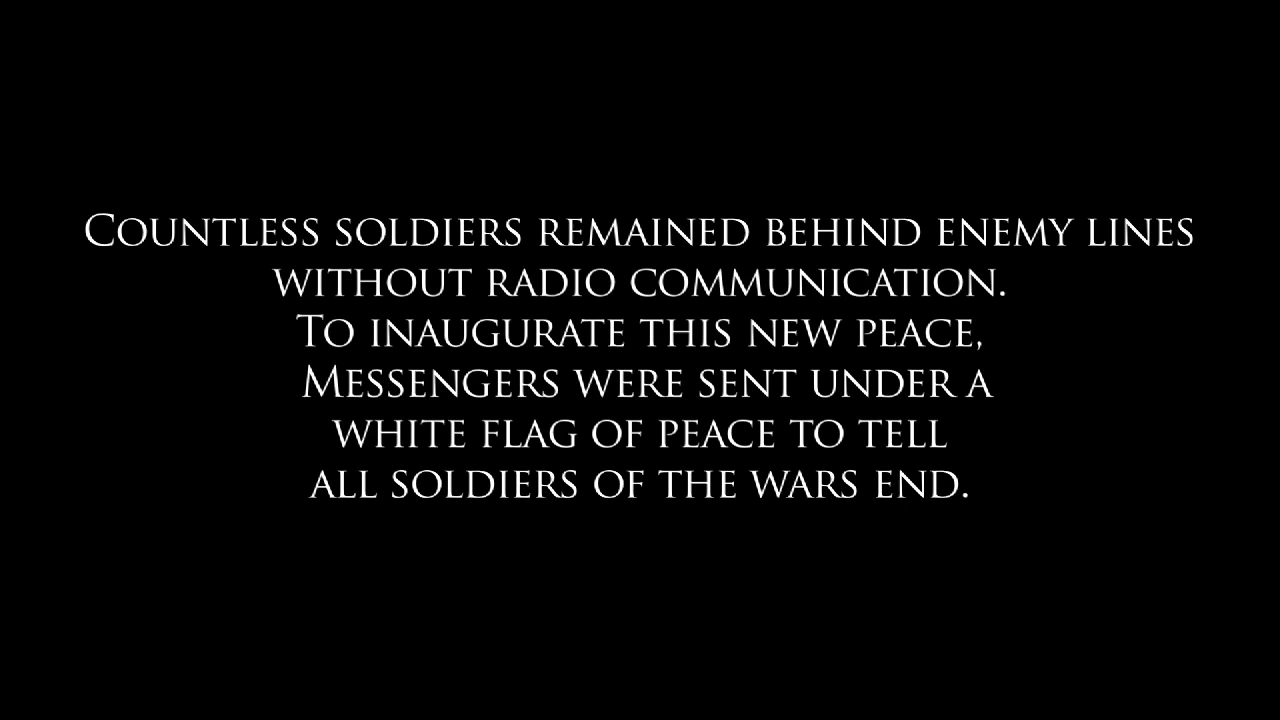 Countless soldiers remained behind enemy lines
without radio communication.
To inaugurate this new peace,
Messengers were sent under a
white flag of peace to tell
all soldiers of the wars end.